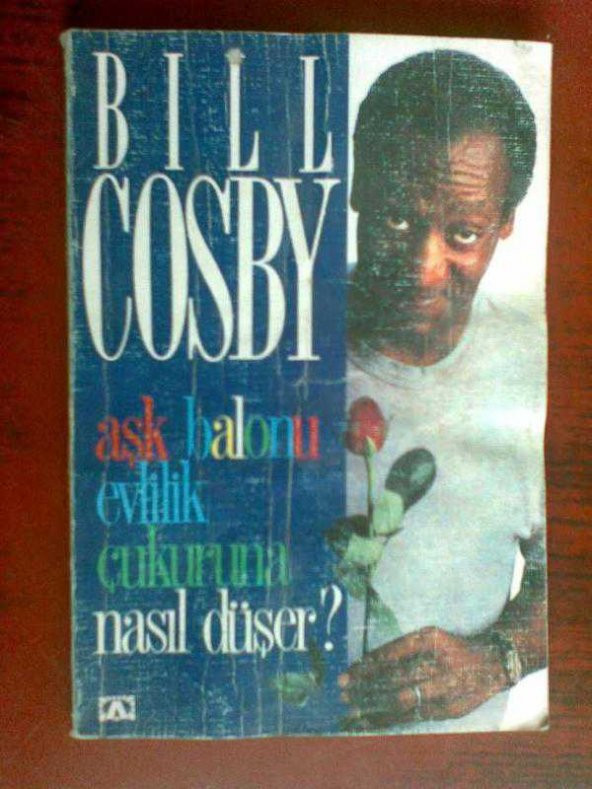 BILL
COSBY
aşk balonu
evlilik
çukuruna
nasıl düşer?